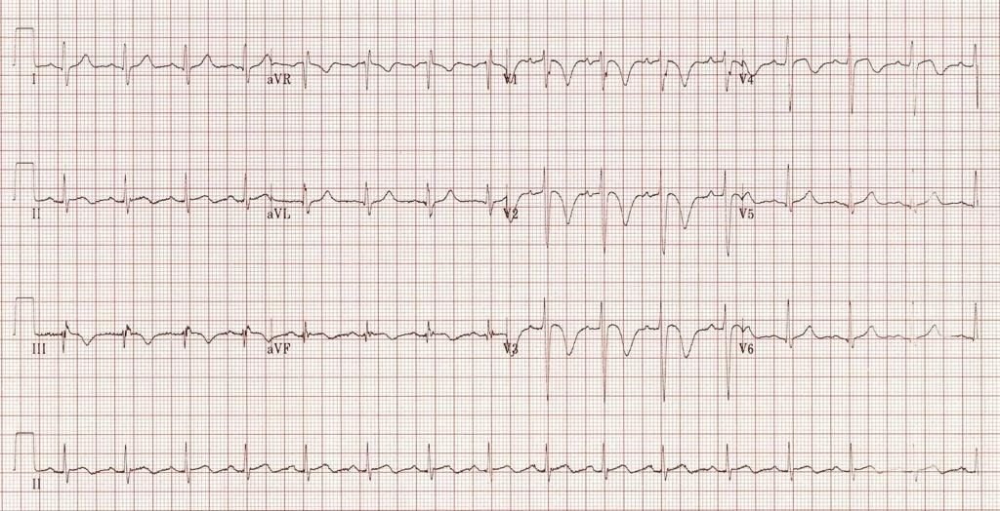 I aVR V1 V4
II aVL V2 V5
III aVF V3 V6
II